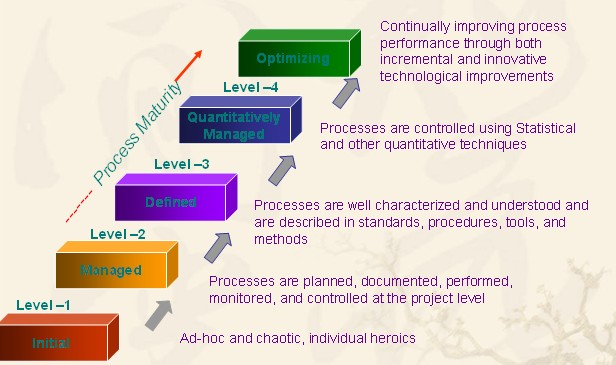 Continually improving process
performance through both
incremental and innovative
technological improvements
Optimizing
Process Maturity
Level –4
Quantitatively
Managed
Processes are controlled using Statistical
and other quantitative techniques
Level –3
Defined
Processes are well characterized and understood and
are described in standards, procedures, tools, and
methods
Level –2
Managed
Processes are planned, documented, performed,
monitored, and controlled at the project level
Level –1
Initial
Ad-hoc and chaotic, individual heroics